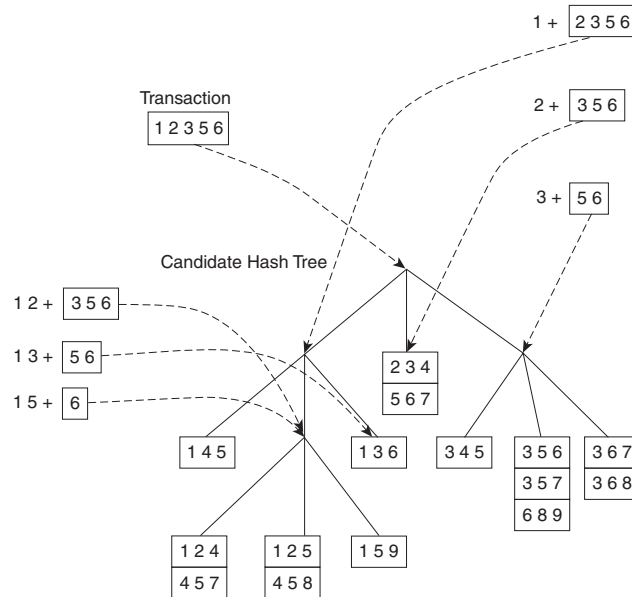 1 + 2 3 5 6
Transaction
1 2 3 5 6
2 + 3 5 6
3 + 5 6
Candidate Hash Tree
1 2 + 3 5 6
1 3 + 5 6
1 5 + 6
2 3 4
5 6 7
1 4 5
1 3 6
3 4 5
3 5 6
3 5 7
6 8 9
3 6 7
3 6 8
1 2 4
4 5 7
1 2 5
4 5 8
1 5 9